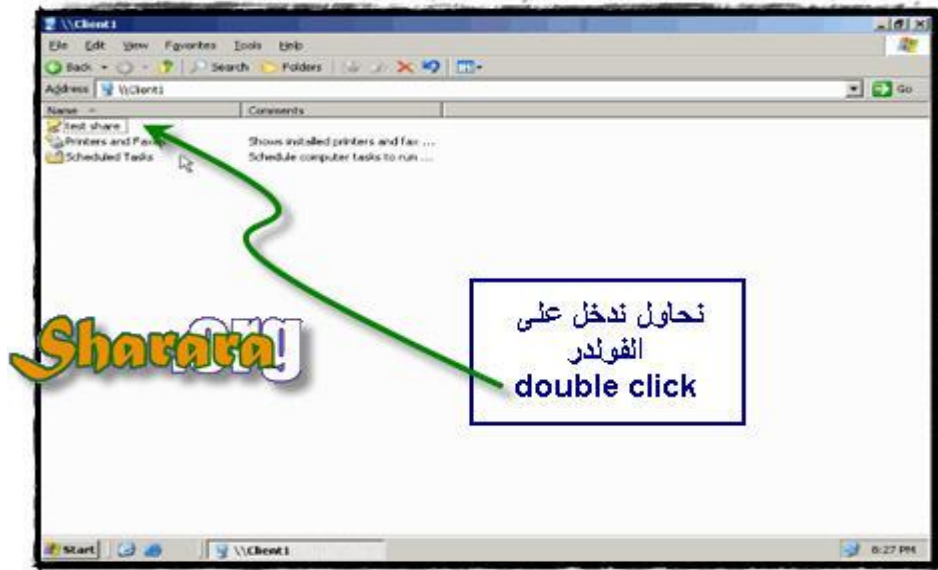 \\Client1
File Edit View Favorites Tools Help
Back Search Folders
Address \\Client1 Go
Name Comments
test share
Printers and Faxes Shows installed printers and fax ...
Scheduled Tasks Schedule computer tasks to run ...
نحاول ندخل على
الفولدر
double click
Sharara.org
Start \\Client1 8:27 PM